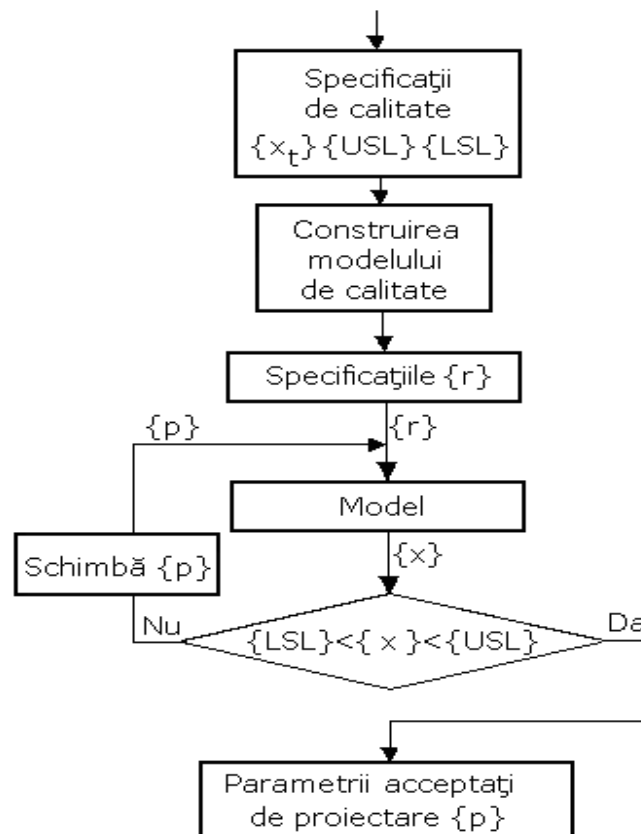 Specificaţii
de calitate
{x_t}{USL}{LSL}
Construirea
modelului
de calitate
Specificaţiile {r}
{p}
{r}
Model
Schimbă {p}
{x}
Nu
{LSL}<{ x }<{USL}
Da
Parametrii acceptaţi
de proiectare {p}